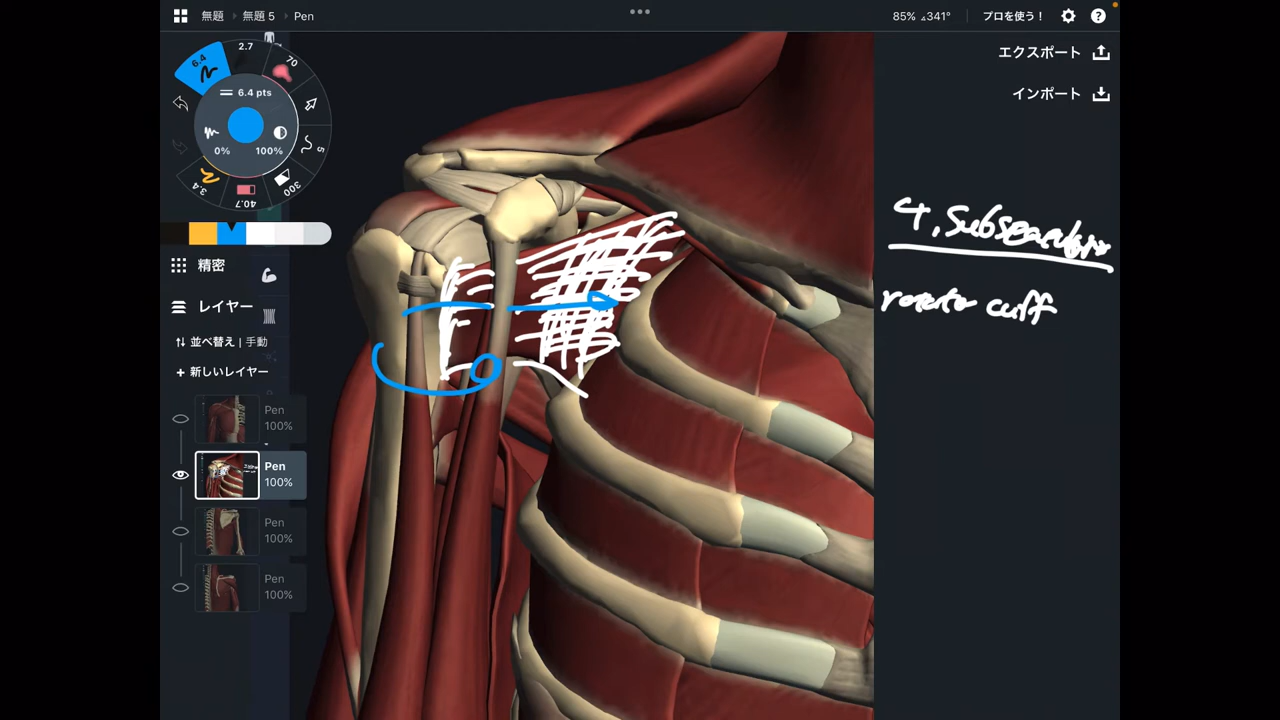 無題 › 無題 5 › Pen
85% ⊿341°
プロを使う！
エクスポート
インポート
2.7
6.4
70
6.4 pts
5
0%
100%
3.4
40.7
300
精密
レイヤー
並べ替え | 手動
+ 新しいレイヤー
Pen
100%
Pen
100%
Pen
100%
Pen
100%
4, Subscapularis
rotator cuff